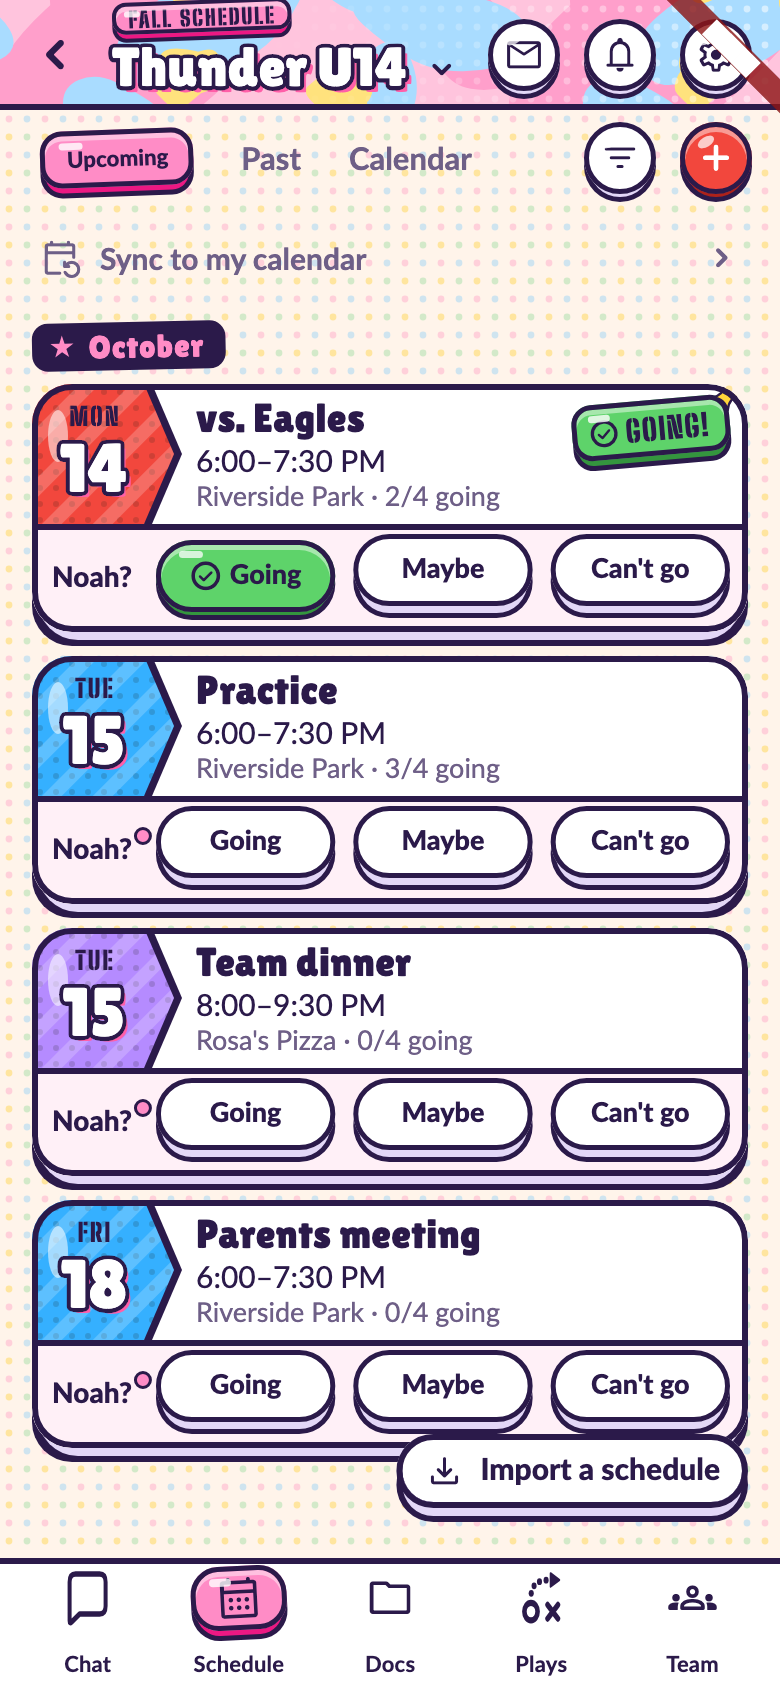 FALL SCHEDULE
Thunder U14
Upcoming
Past
Calendar
Sync to my calendar
★ October
MON
14
vs. Eagles
6:00–7:30 PM
Riverside Park · 2/4 going
GOING!
Noah?
Going
Maybe
Can't go
TUE
15
Practice
6:00–7:30 PM
Riverside Park · 3/4 going
Noah?
Going
Maybe
Can't go
TUE
15
Team dinner
8:00–9:30 PM
Rosa's Pizza · 0/4 going
Noah?
Going
Maybe
Can't go
FRI
18
Parents meeting
6:00–7:30 PM
Riverside Park · 0/4 going
Noah?
Going
Maybe
Can't go
Import a schedule
Chat
Schedule
Docs
Plays
Team